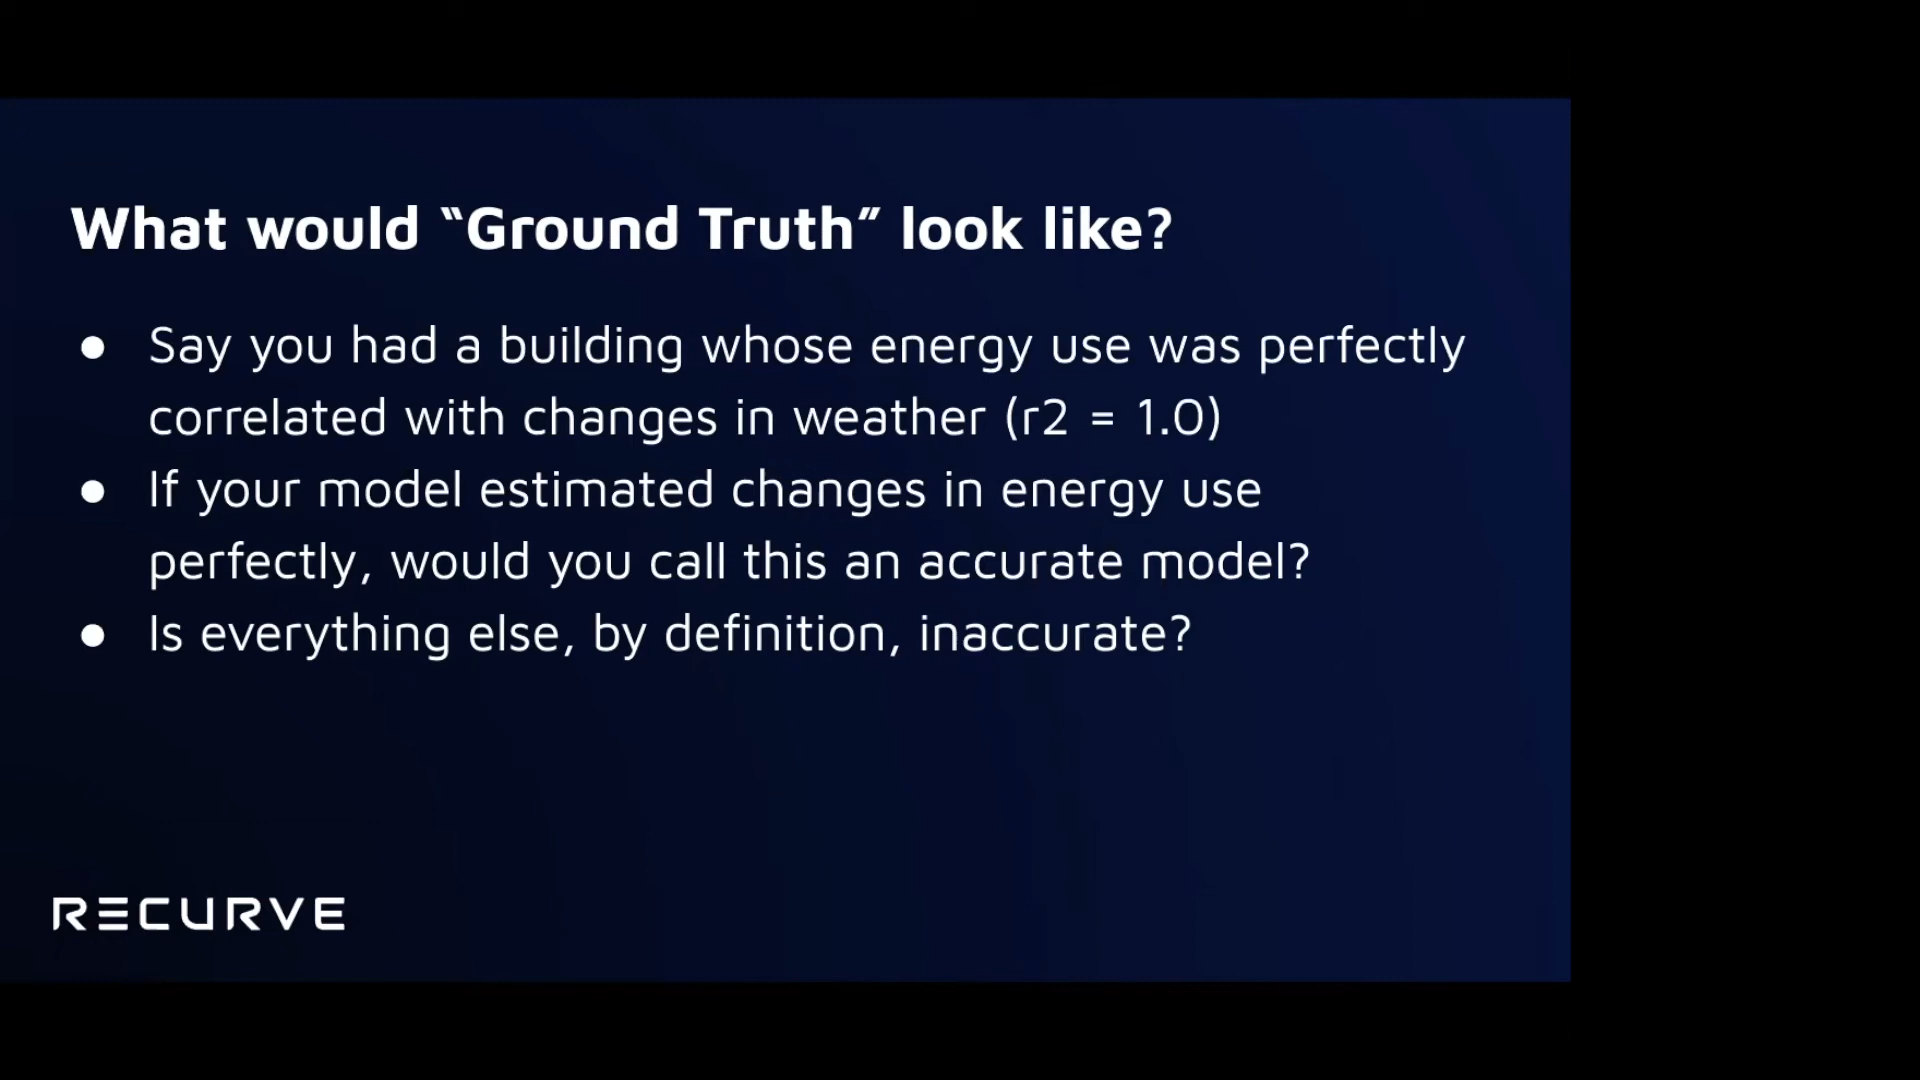 What would “Ground Truth” look like?
● Say you had a building whose energy use was perfectly
correlated with changes in weather (r2 = 1.0)
● If your model estimated changes in energy use
perfectly, would you call this an accurate model?
● Is everything else, by definition, inaccurate?
RECURVE